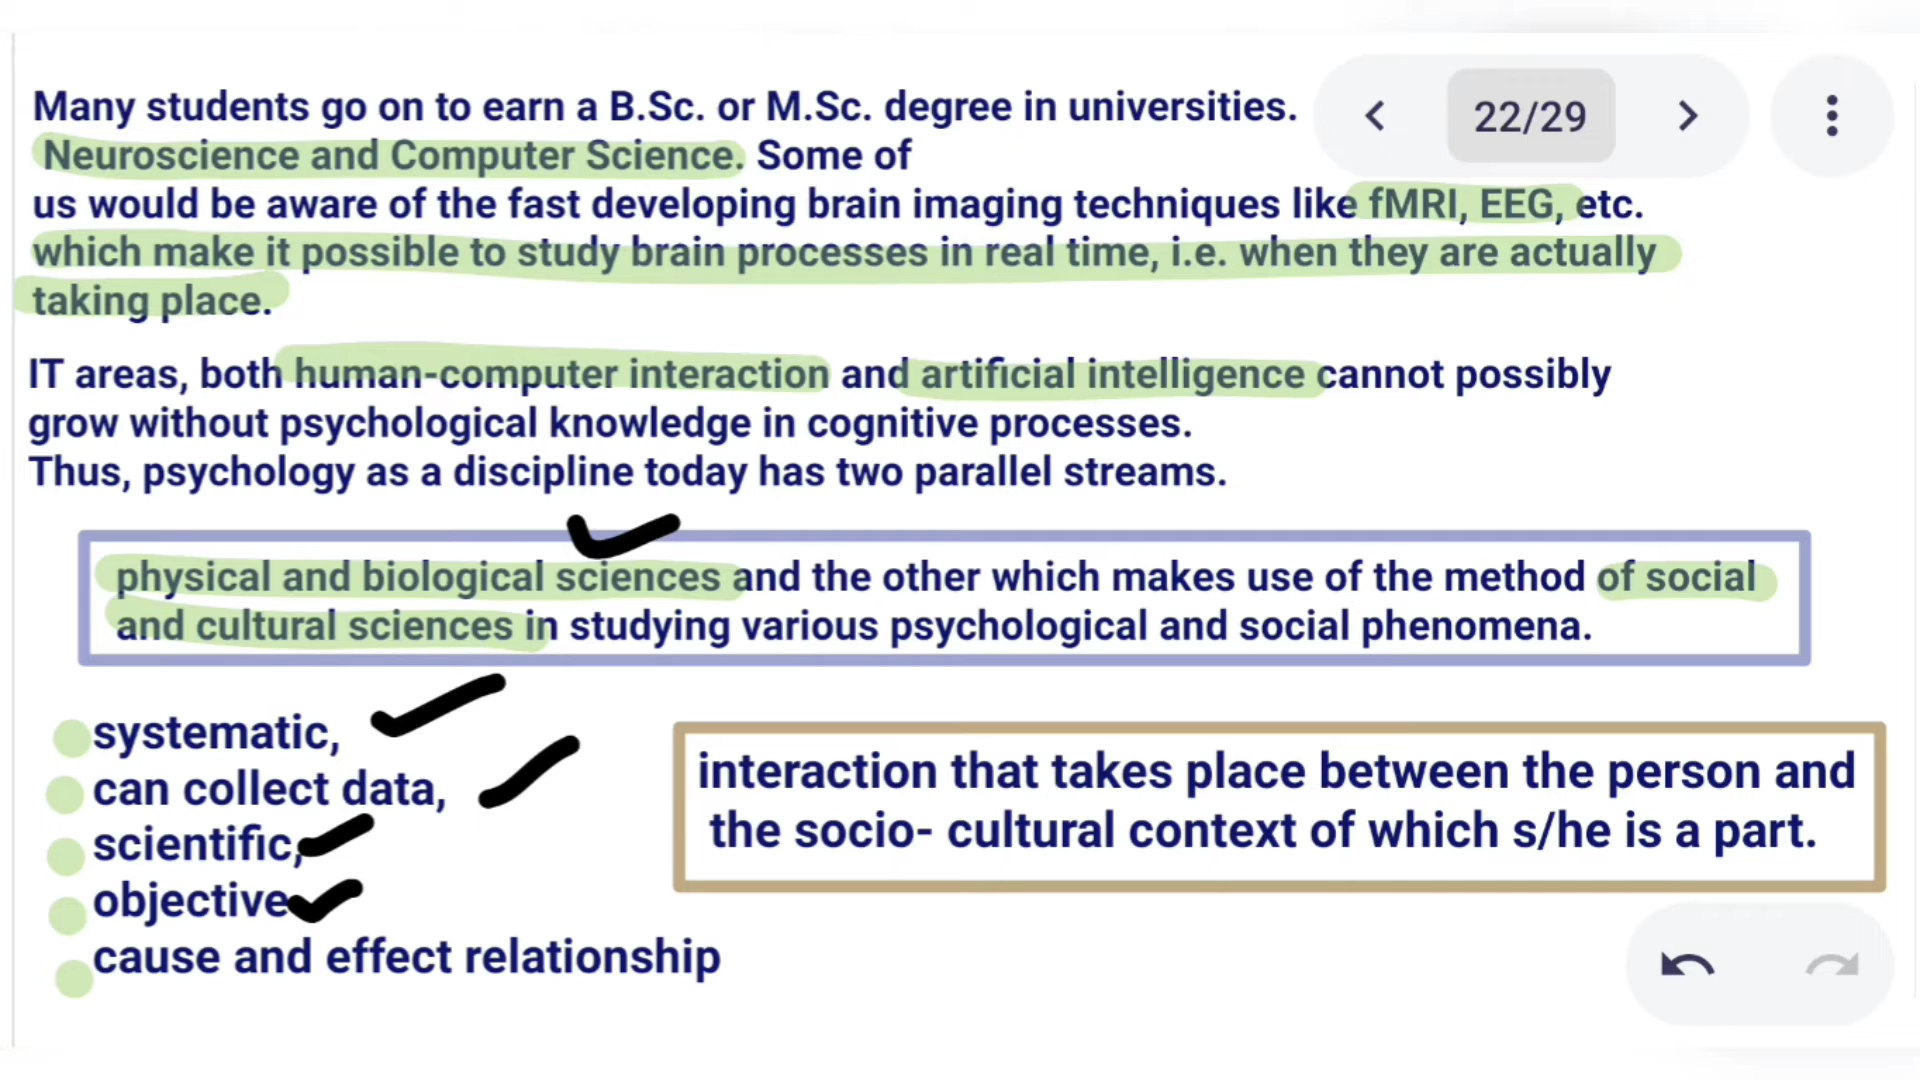 Many students go on to earn a B.Sc. or M.Sc. degree in universities.
22/29
Neuroscience and Computer Science. Some of
us would be aware of the fast developing brain imaging techniques like fMRI, EEG, etc.
which make it possible to study brain processes in real time, i.e. when they are actually
taking place.
IT areas, both human-computer interaction and artificial intelligence cannot possibly
grow without psychological knowledge in cognitive processes.
Thus, psychology as a discipline today has two parallel streams.
physical and biological sciences and the other which makes use of the method of social
and cultural sciences in studying various psychological and social phenomena.
systematic,
can collect data,
scientific,
objective
cause and effect relationship
interaction that takes place between the person and
the socio- cultural context of which s/he is a part.